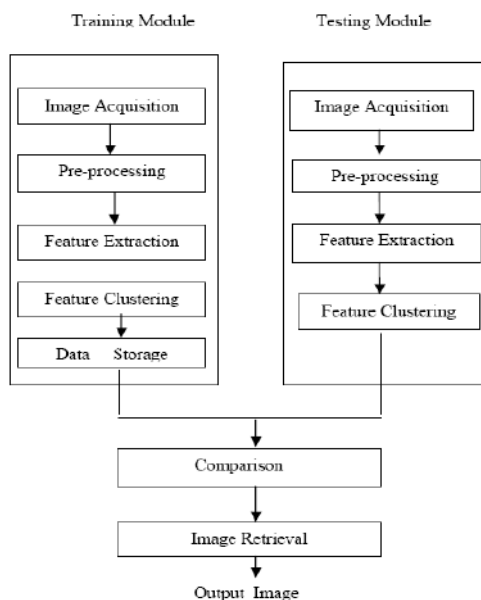 Training Module
Testing Module
Image Acquisition
Pre-processing
Feature Extraction
Feature Clustering
Data Storage
Image Acquisition
Pre-processing
Feature Extraction
Feature Clustering
Comparison
Image Retrieval
Output Image